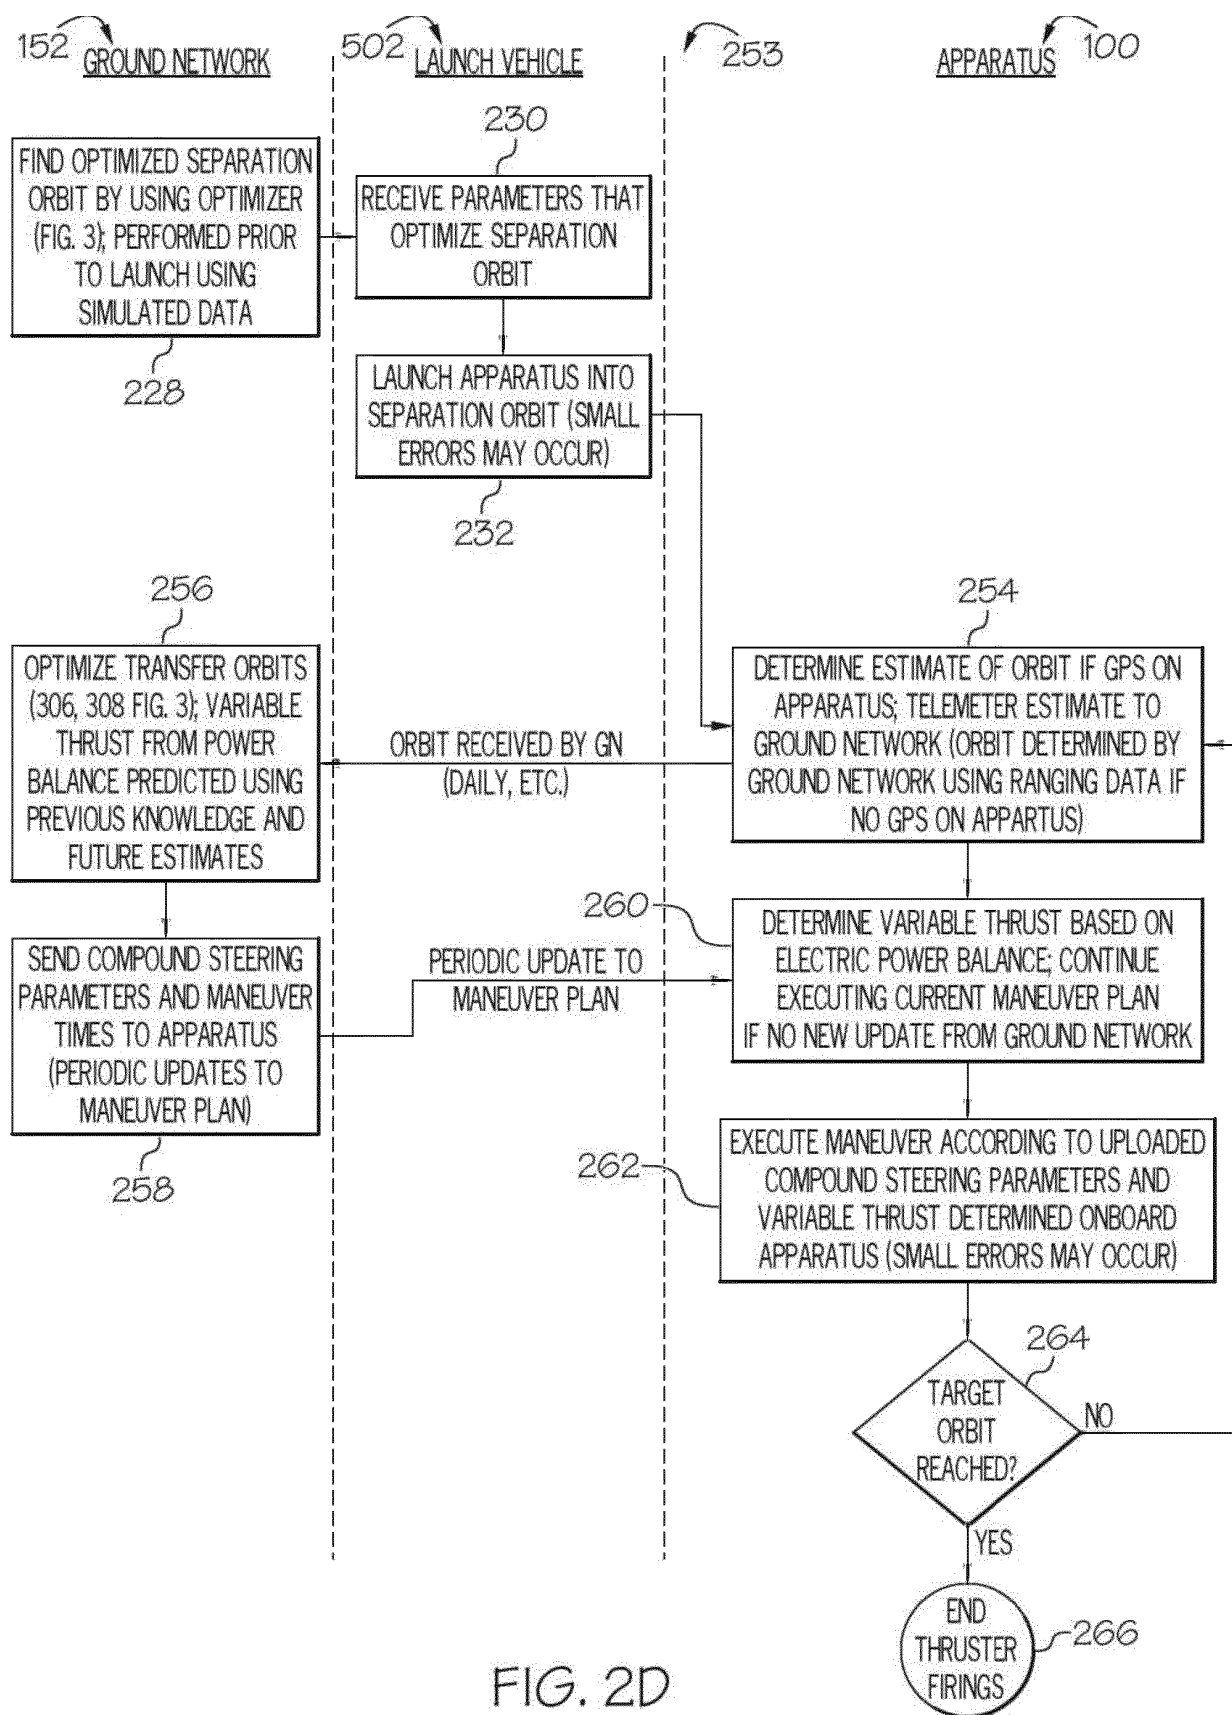 152 GROUND NETWORK
502 LAUNCH VEHICLE
253
APPARATUS 100
FIND OPTIMIZED SEPARATION
ORBIT BY USING OPTIMIZER
(FIG. 3); PERFORMED PRIOR
TO LAUNCH USING
SIMULATED DATA
228
230
RECEIVE PARAMETERS THAT
OPTIMIZE SEPARATION
ORBIT
LAUNCH APPARATUS INTO
SEPARATION ORBIT (SMALL
ERRORS MAY OCCUR)
232
256
OPTIMIZE TRANSFER ORBITS
(306, 308 FIG. 3); VARIABLE
THRUST FROM POWER
BALANCE PREDICTED USING
PREVIOUS KNOWLEDGE AND
FUTURE ESTIMATES
ORBIT RECEIVED BY GN
(DAILY, ETC.)
254
DETERMINE ESTIMATE OF ORBIT IF GPS ON
APPARATUS; TELEMETER ESTIMATE TO
GROUND NETWORK (ORBIT DETERMINED BY
GROUND NETWORK USING RANGING DATA IF
NO GPS ON APPARTUS)
SEND COMPOUND STEERING
PARAMETERS AND MANEUVER
TIMES TO APPARATUS
(PERIODIC UPDATES TO
MANEUVER PLAN)
258
PERIODIC UPDATE TO
MANEUVER PLAN
260
DETERMINE VARIABLE THRUST BASED ON
ELECTRIC POWER BALANCE; CONTINUE
EXECUTING CURRENT MANEUVER PLAN
IF NO NEW UPDATE FROM GROUND NETWORK
262
EXECUTE MANEUVER ACCORDING TO UPLOADED
COMPOUND STEERING PARAMETERS AND
VARIABLE THRUST DETERMINED ONBOARD
APPARATUS (SMALL ERRORS MAY OCCUR)
264
TARGET
ORBIT
REACHED?
NO
YES
END
THRUSTER
FIRINGS
266
FIG. 2D